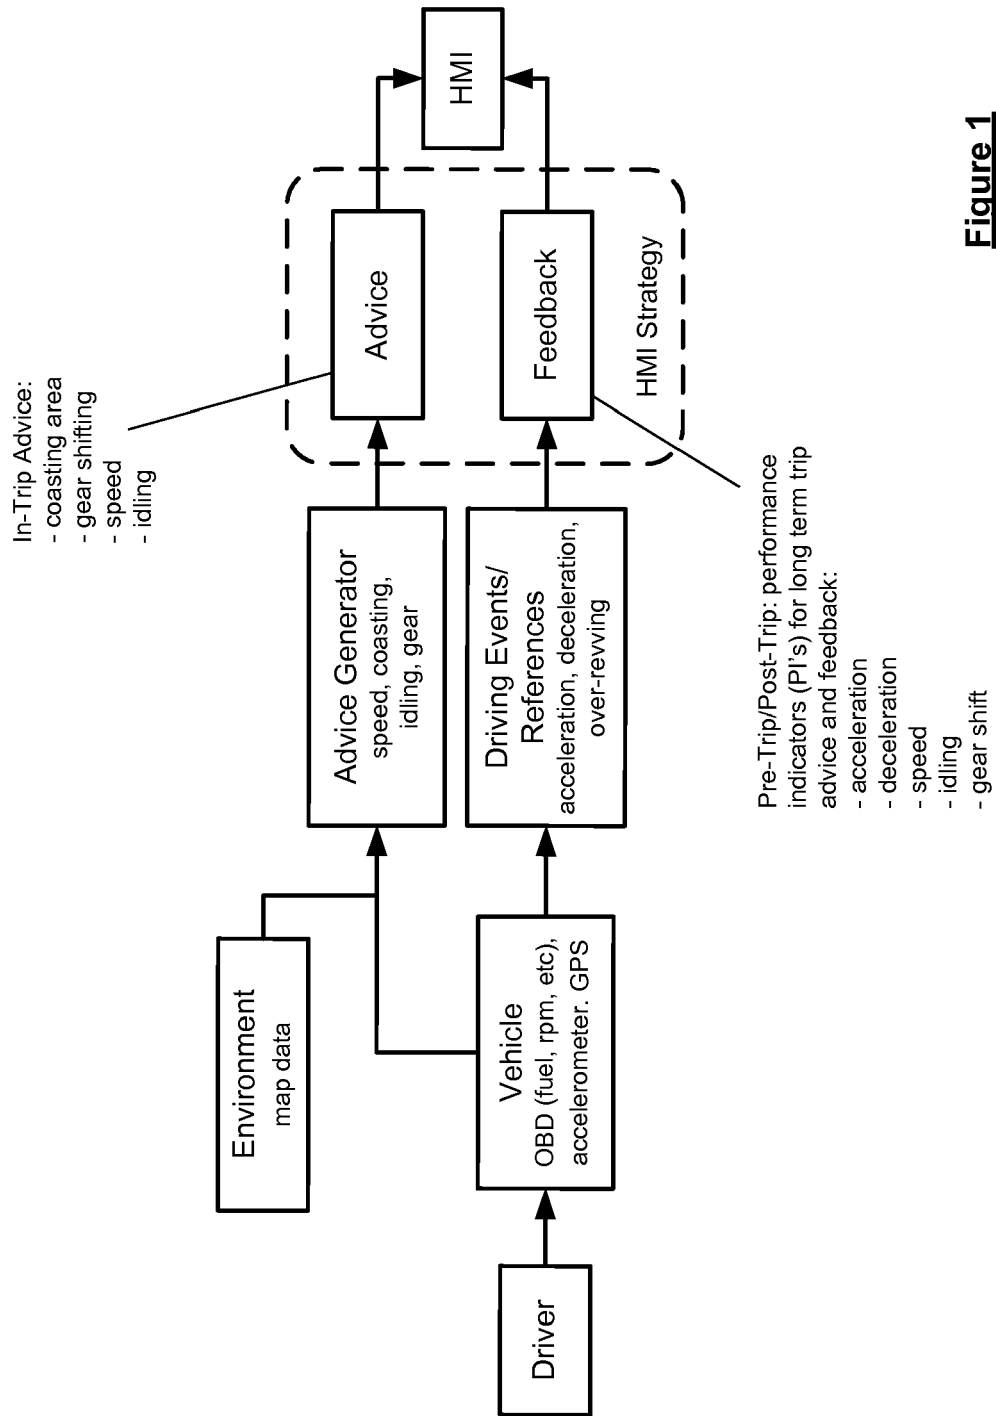 In-Trip Advice:
- coasting area
- gear shifting
- speed
- idling
Environment
map data
Advice Generator
speed, coasting,
idling, gear
Advice
HMI
Driver
Vehicle
OBD (fuel, rpm, etc),
accelerometer. GPS
Driving Events/
References
acceleration, deceleration,
over-revving
Feedback
HMI Strategy
Pre-Trip/Post-Trip: performance
indicators (PI's) for long term trip
advice and feedback:
- acceleration
- deceleration
- speed
- idling
- gear shift
Figure 1